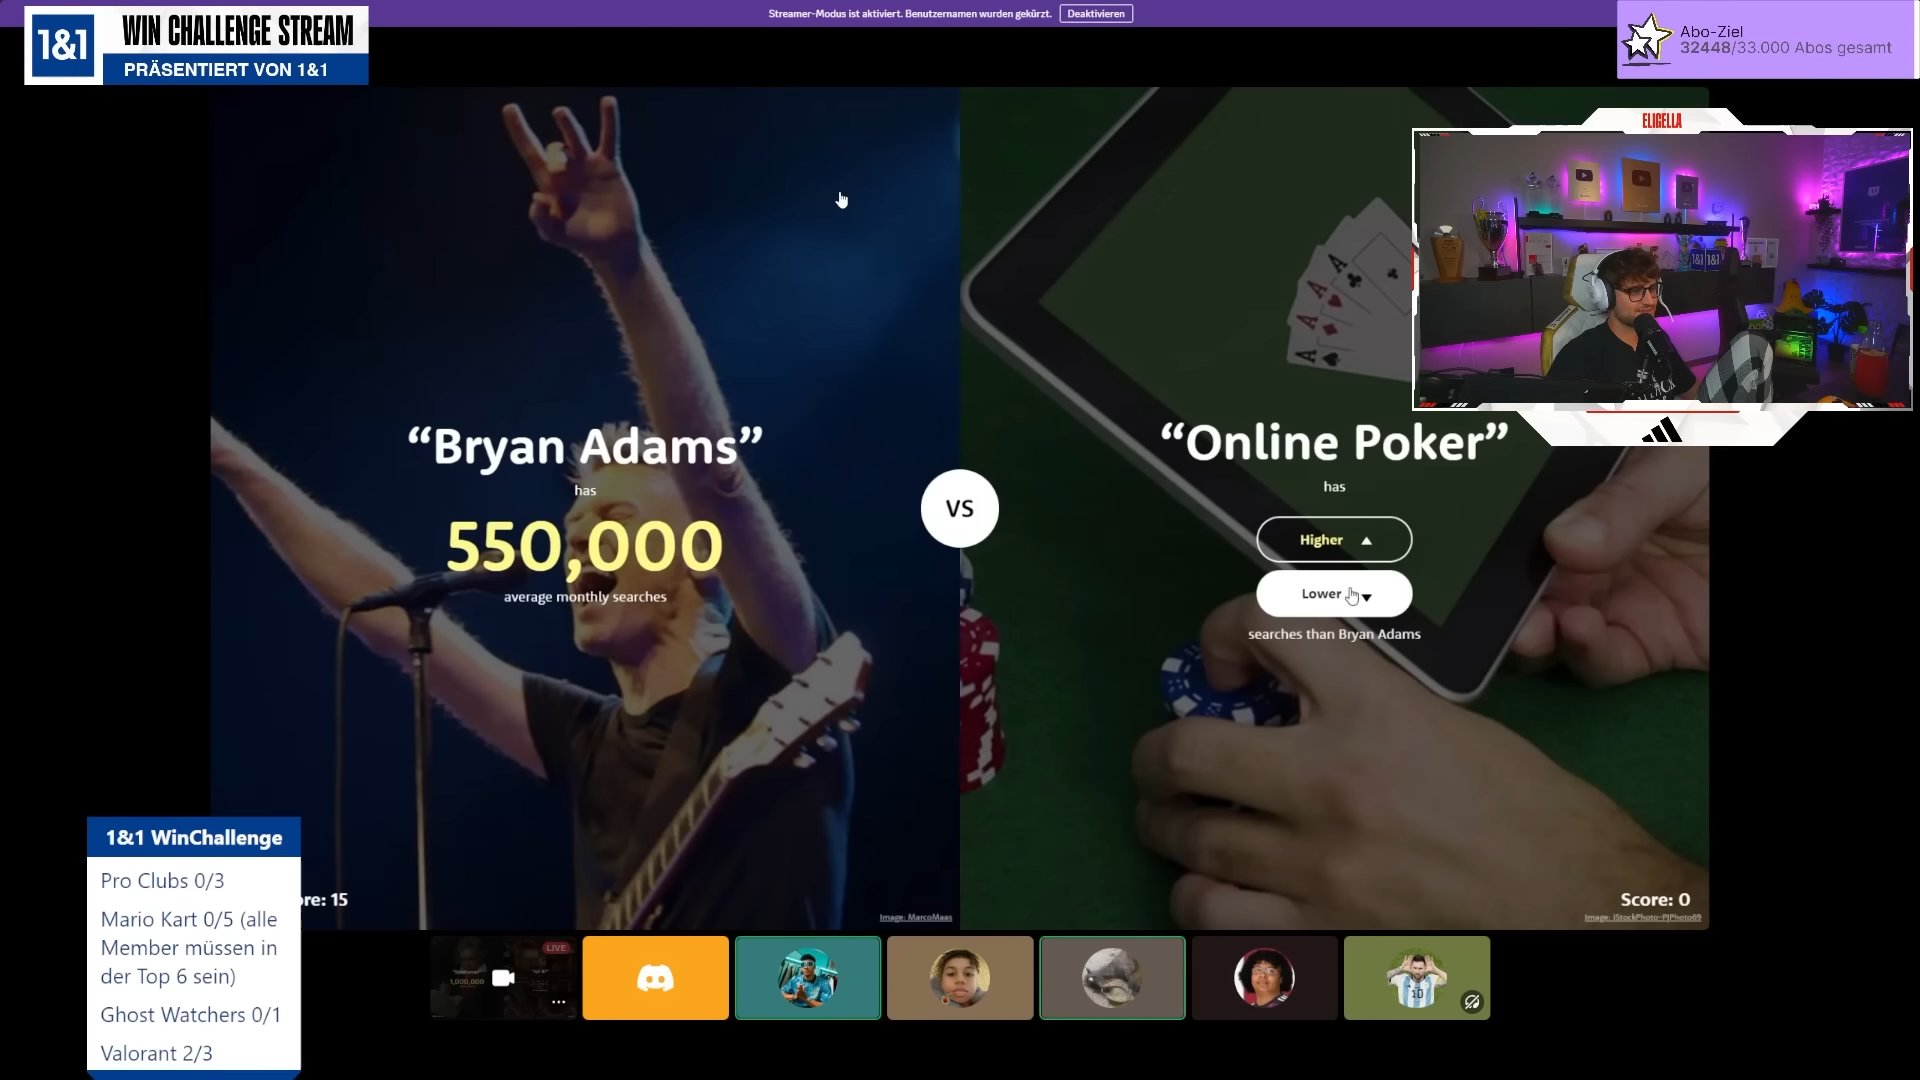 Streamer-Modus ist aktiviert. Benutzernamen wurden gekürzt. Deaktivieren
1&1
WIN CHALLENGE STREAM
PRÄSENTIERT VON 1&1
Abo-Ziel
32448/33.000 Abos gesamt
ELIGELLA
“Bryan Adams”
has
550,000
average monthly searches
VS
“Online Poker”
has
Higher
Lower
searches than Bryan Adams
ore: 15
Image: MarcoMaas
Score: 0
Image: iStockPhoto-PJPhoto69
1&1 WinChallenge
Pro Clubs 0/3
Mario Kart 0/5 (alle
Member müssen in
der Top 6 sein)
Ghost Watchers 0/1
Valorant 2/3
LIVE
1,000,000